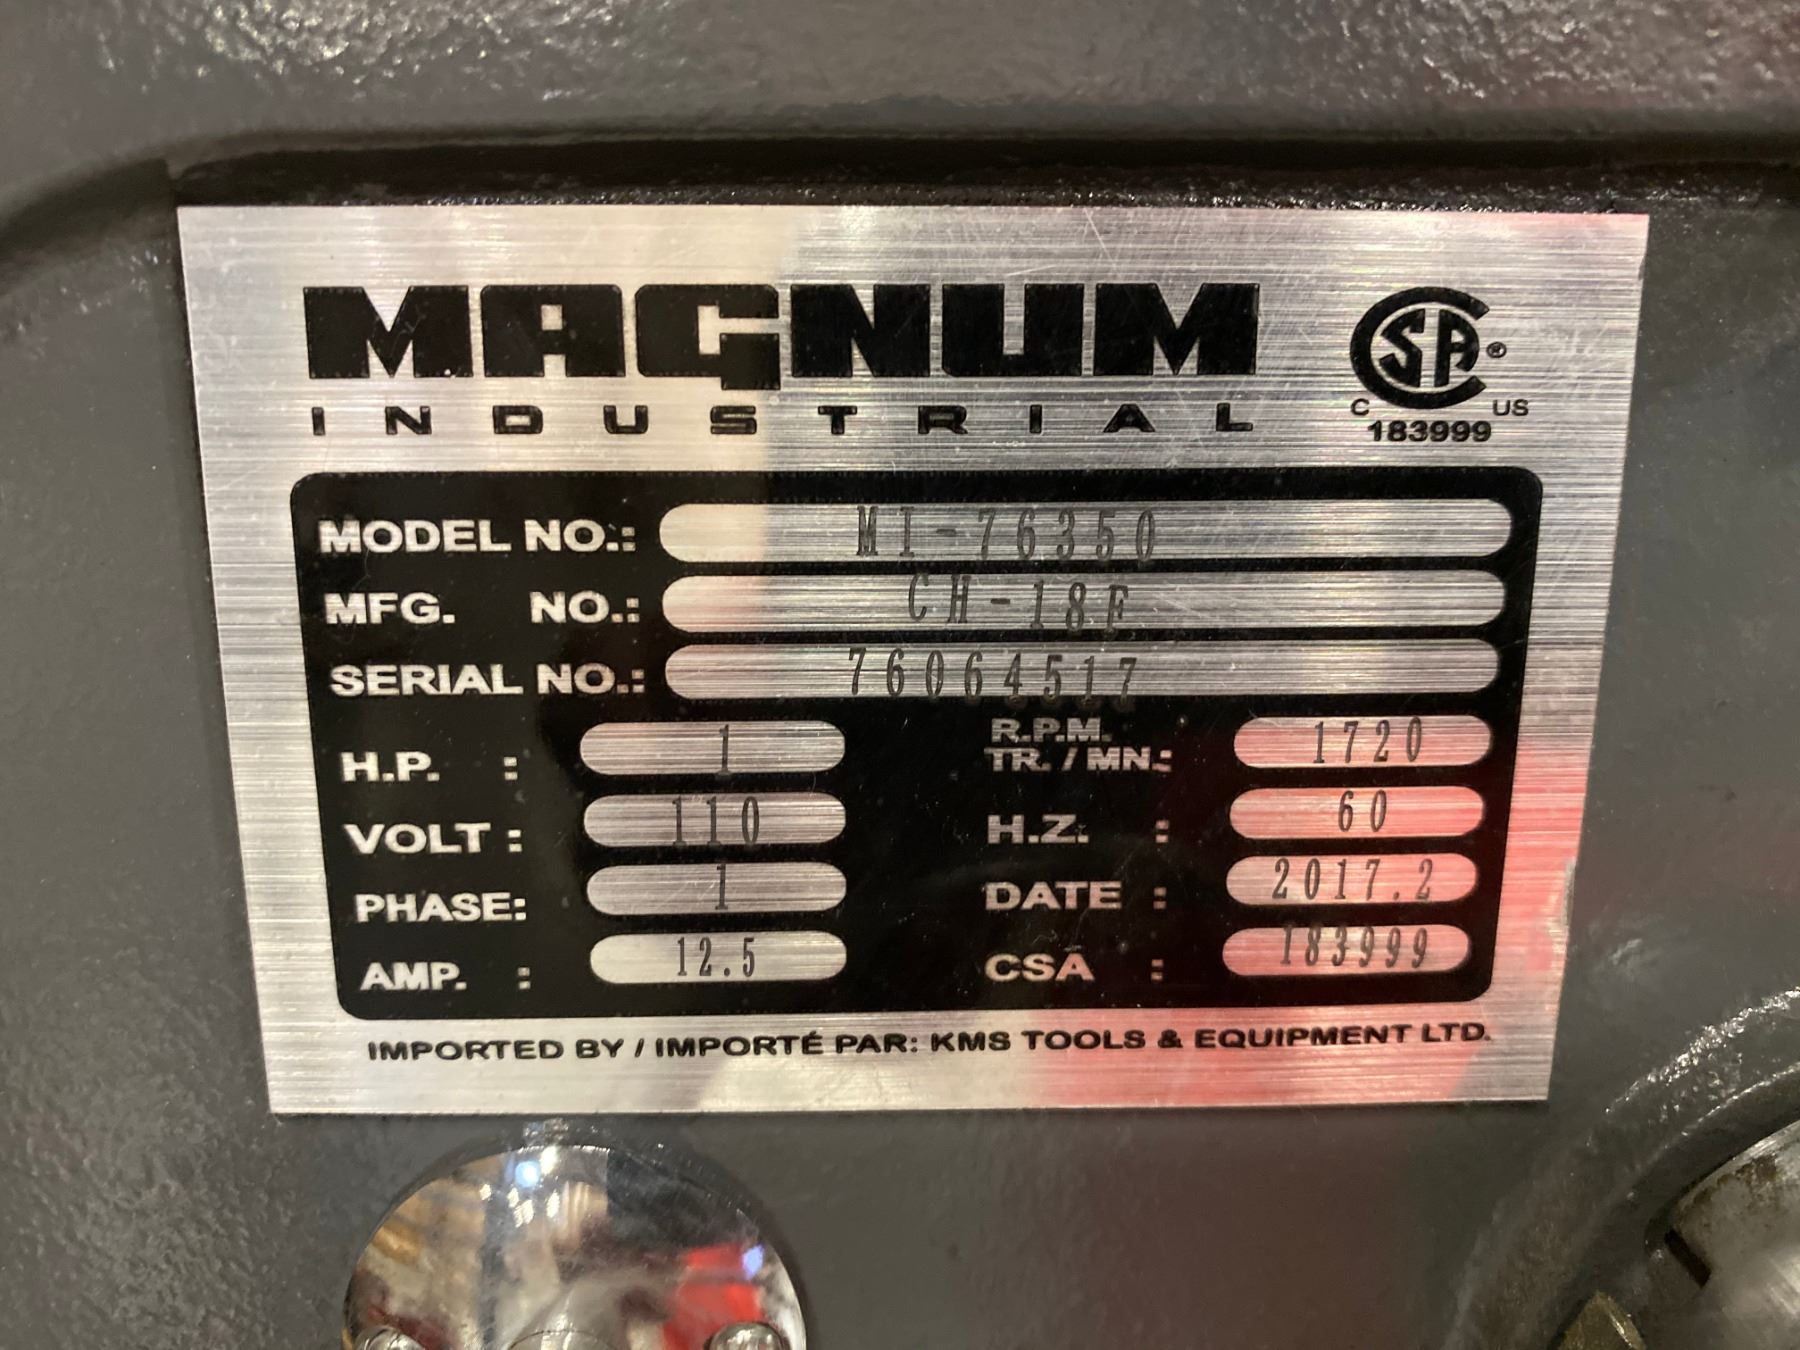 MAGNUM
INDUSTRIAL
CSA ®
C US
183999
MODEL NO.: MI-76350
MFG. NO.: CH-18F
SERIAL NO.: 76064517
H.P. : 1
R.P.M.
TR. / MN.: 1720
VOLT : 110
H.Z. : 60
PHASE: 1
DATE : 2017.2
AMP. : 12.5
CSA : 183999
IMPORTED BY / IMPORTÉ PAR: KMS TOOLS & EQUIPMENT LTD.